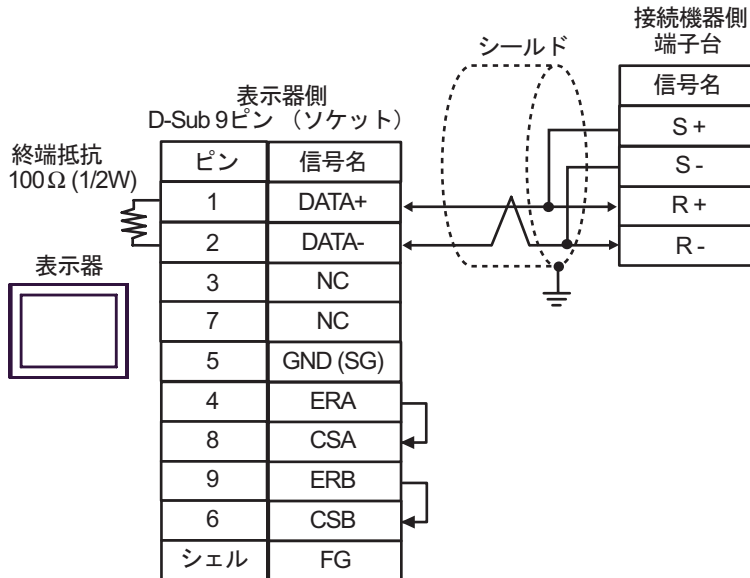 接続機器側
端子台
シールド
信号名
表示器側
D-Sub 9ピン （ソケット）
S +
S -
R +
R -
終端抵抗
100Ω (1/2W)
ピン 信号名
1 DATA+
2 DATA-
表示器
3 NC
7 NC
5 GND (SG)
4 ERA
8 CSA
9 ERB
6 CSB
シェル FG